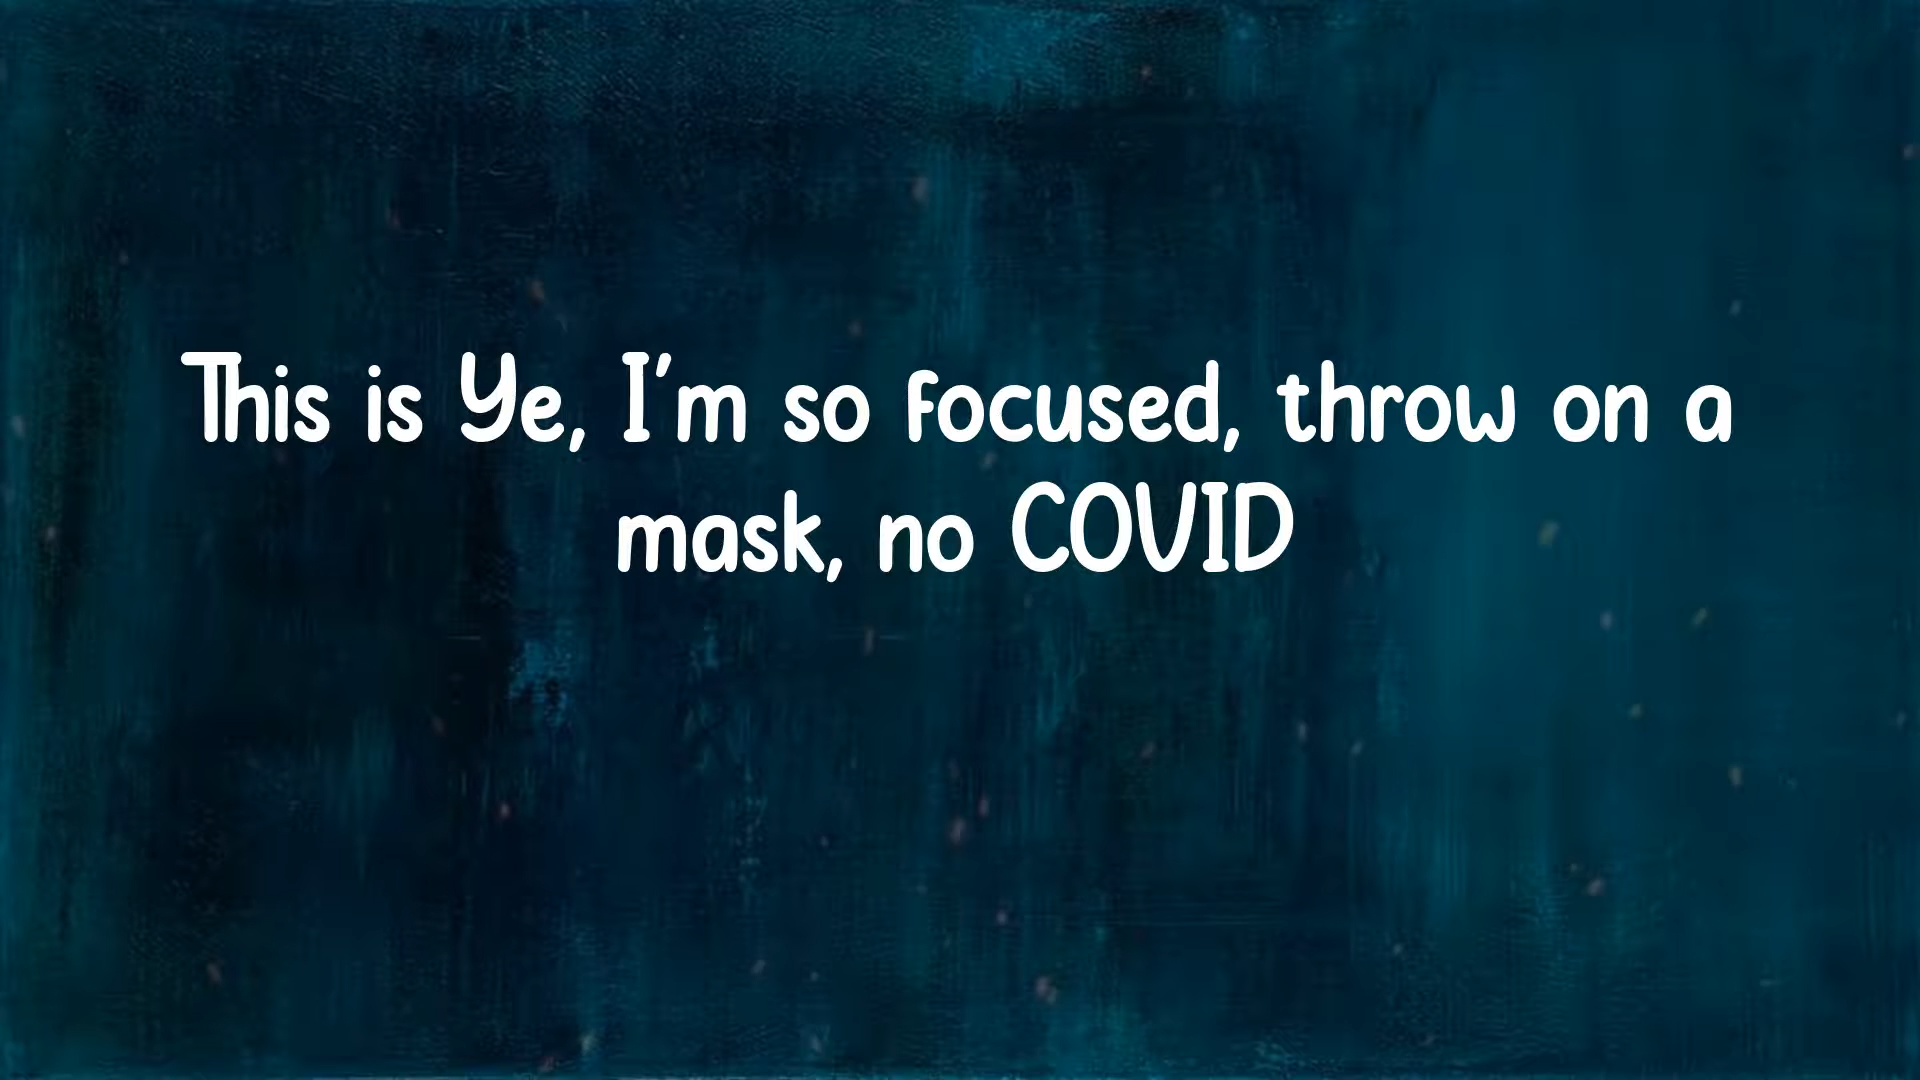 This is Ye, I'm so focused, throw on a
mask, no COVID